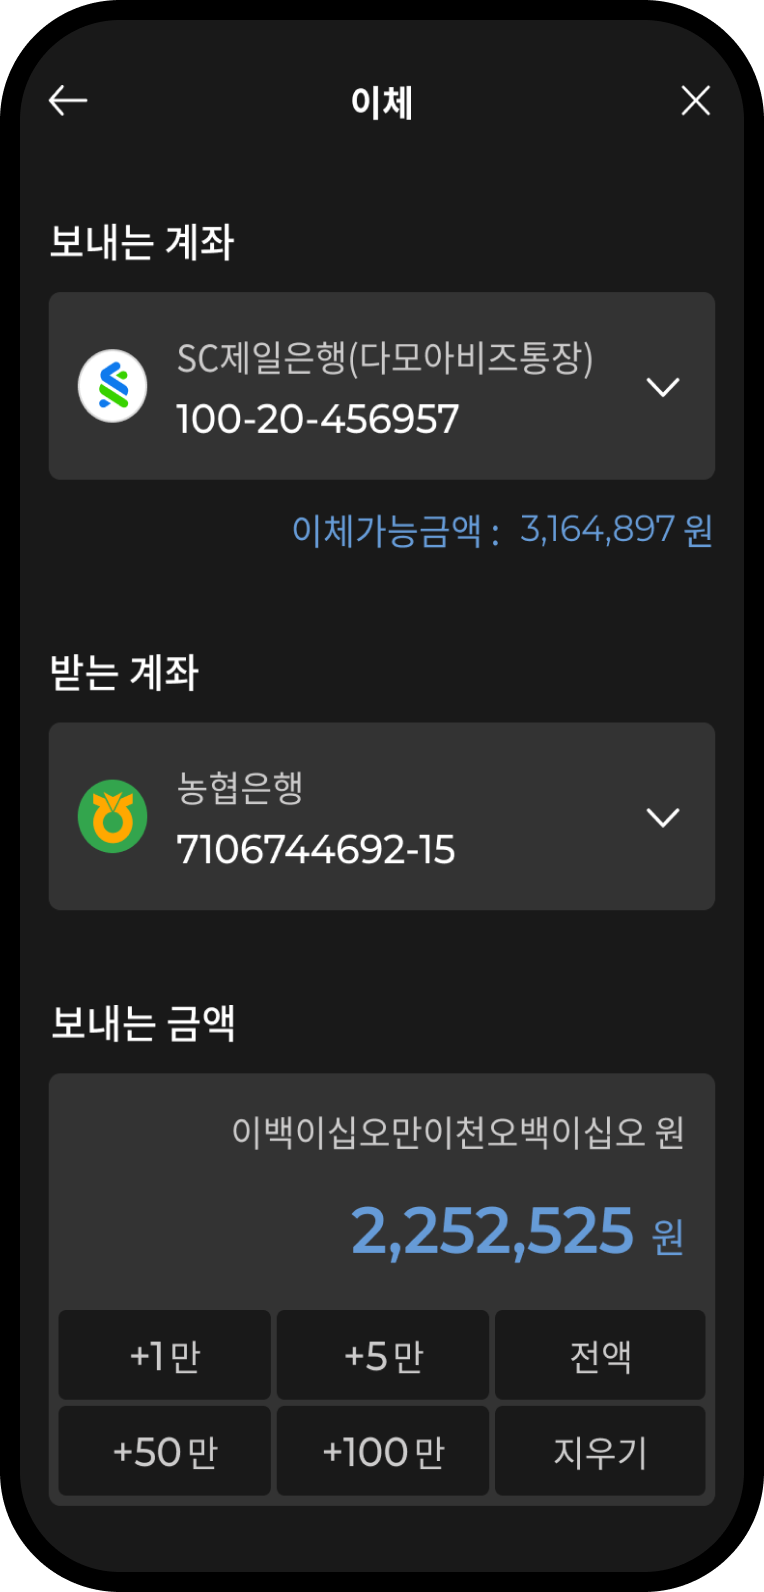 이체
보내는 계좌
SC제일은행(다모아비즈통장)
100-20-456957
이체가능금액 : 3,164,897 원
받는 계좌
농협은행
7106744692-15
보내는 금액
이백이십오만이천오백이십오 원
2,252,525 원
+1만 +5만 전액
+50만 +100만 지우기